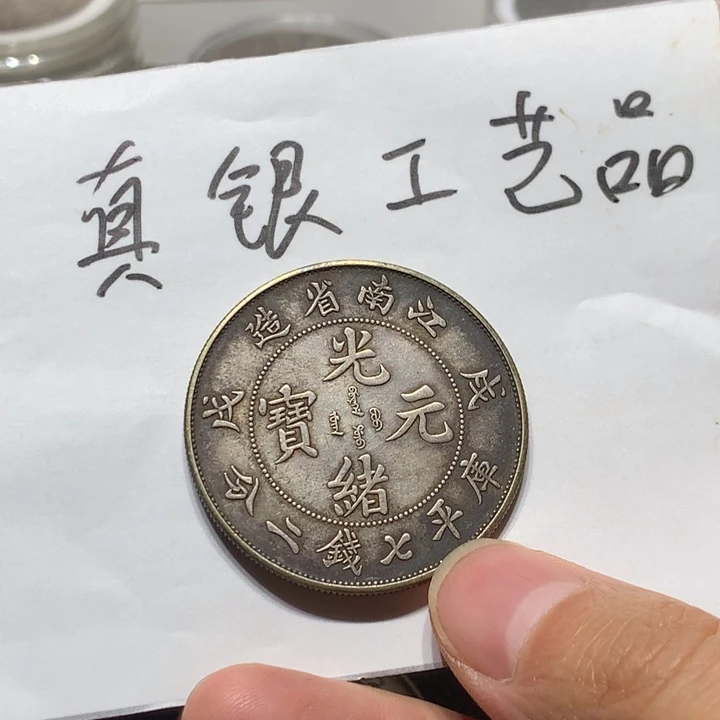 真银工艺品
江南省造
戊戌
光緒元寶
庫平七錢二分